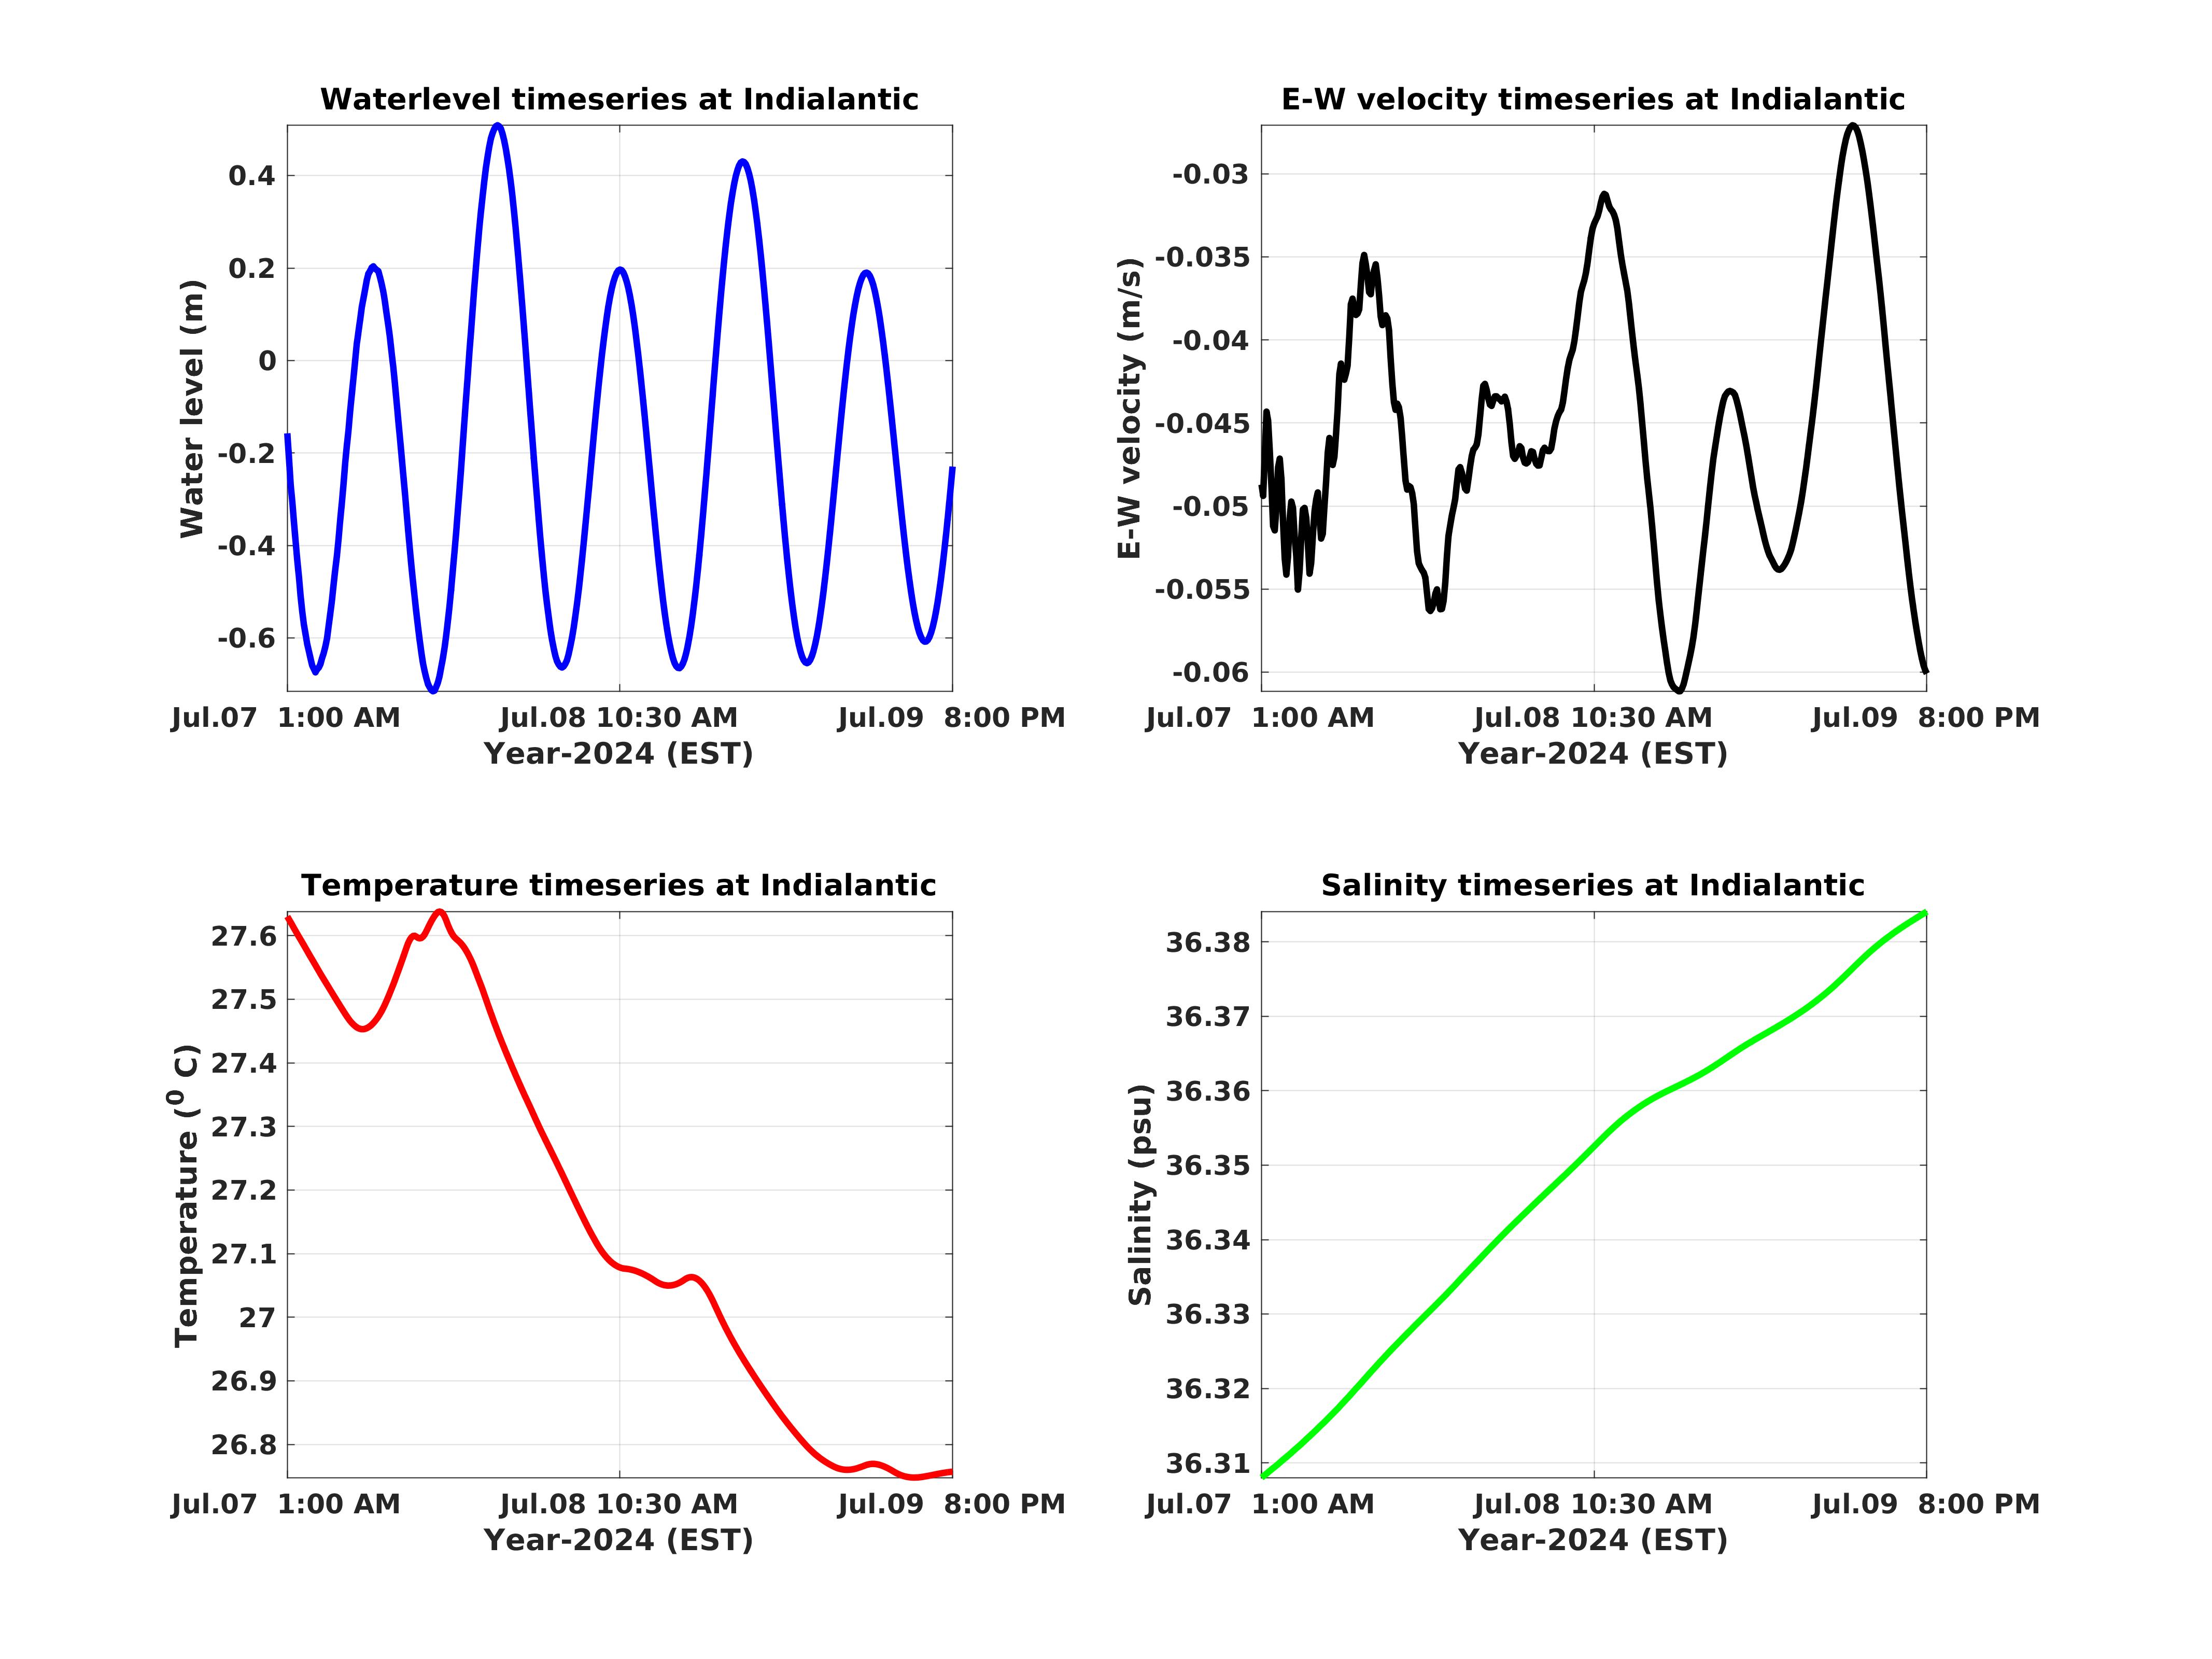 Waterlevel timeseries at Indialantic
0.4
0.2
0
-0.2
-0.4
-0.6
Water level (m)
Jul.07 1:00 AM Jul.08 10:30 AM Jul.09 8:00 PM
Year-2024 (EST)
E-W velocity timeseries at Indialantic
-0.03
-0.035
-0.04
-0.045
-0.05
-0.055
-0.06
E-W velocity (m/s)
Jul.07 1:00 AM Jul.08 10:30 AM Jul.09 8:00 PM
Year-2024 (EST)
Temperature timeseries at Indialantic
27.6
27.5
27.4
27.3
27.2
27.1
27
26.9
26.8
Temperature (⁰ C)
Jul.07 1:00 AM Jul.08 10:30 AM Jul.09 8:00 PM
Year-2024 (EST)
Salinity timeseries at Indialantic
36.38
36.37
36.36
36.35
36.34
36.33
36.32
36.31
Salinity (psu)
Jul.07 1:00 AM Jul.08 10:30 AM Jul.09 8:00 PM
Year-2024 (EST)